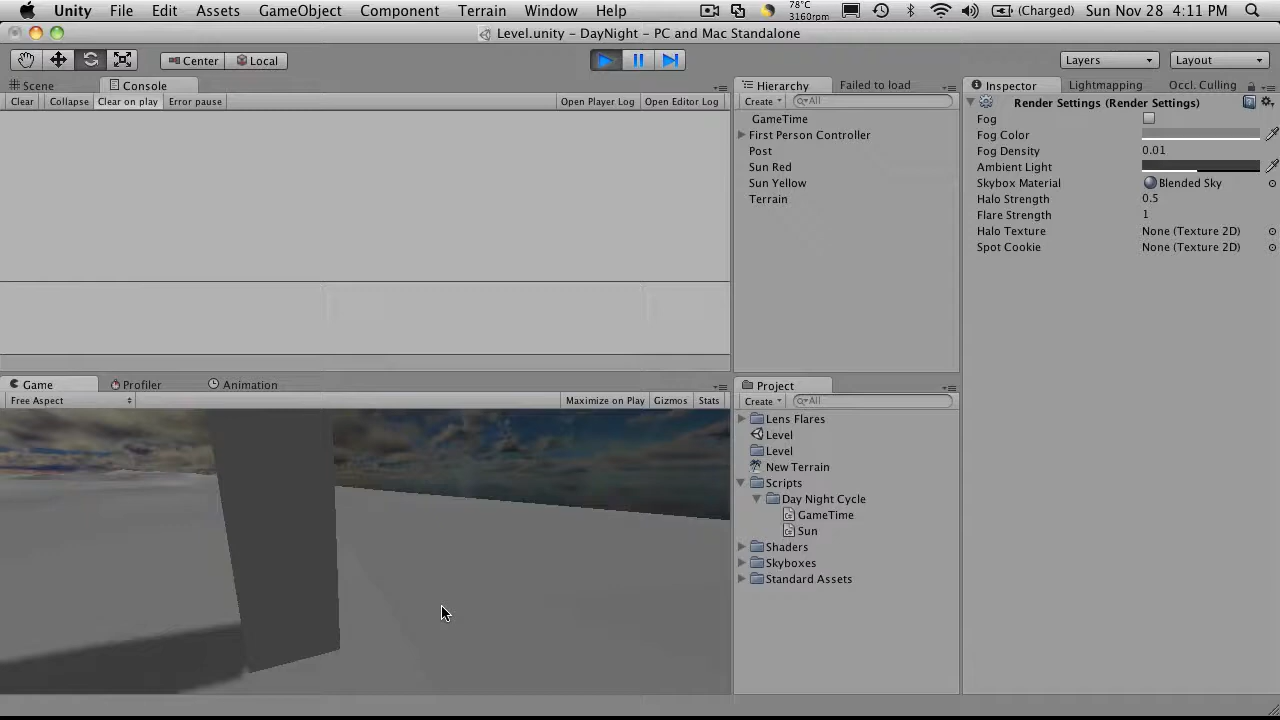 Unity File Edit Assets GameObject Component Terrain Window Help 78°C 3160rpm (Charged) Sun Nov 28 4:11 PM
Level.unity – DayNight – PC and Mac Standalone
Center Local Layers Layout
Scene Console
Clear Collapse Clear on play Error pause Open Player Log Open Editor Log
Game Profiler Animation
Free Aspect Maximize on Play Gizmos Stats
Hierarchy Failed to load
Create All
GameTime
First Person Controller
Post
Sun Red
Sun Yellow
Terrain
Project
Create All
Lens Flares
Level
Level
New Terrain
Scripts
Day Night Cycle
GameTime
Sun
Shaders
Skyboxes
Standard Assets
Inspector Lightmapping Occl. Culling
Render Settings (Render Settings)
Fog
Fog Color
Fog Density 0.01
Ambient Light
Skybox Material Blended Sky
Halo Strength 0.5
Flare Strength 1
Halo Texture None (Texture 2D)
Spot Cookie None (Texture 2D)